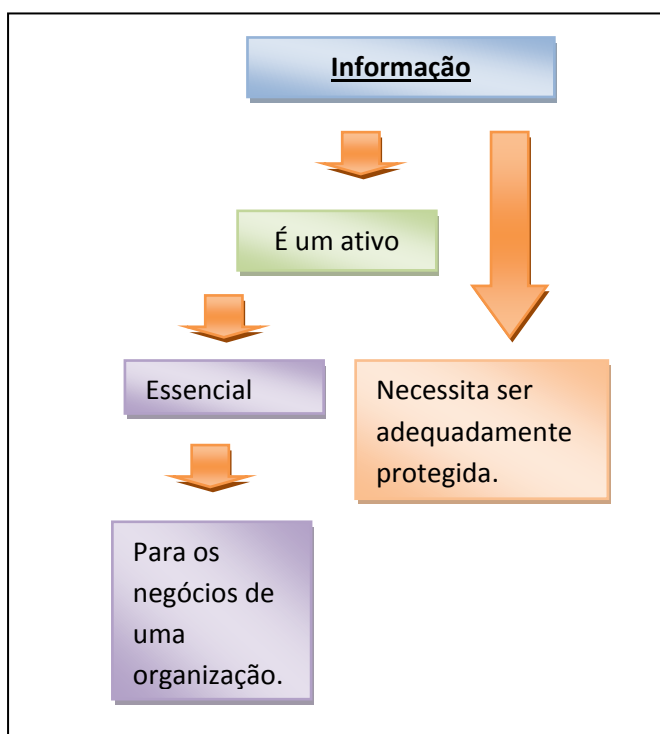 Informação
É um ativo
Essencial
Necessita ser
adequadamente
protegida.
Para os
negócios de
uma
organização.